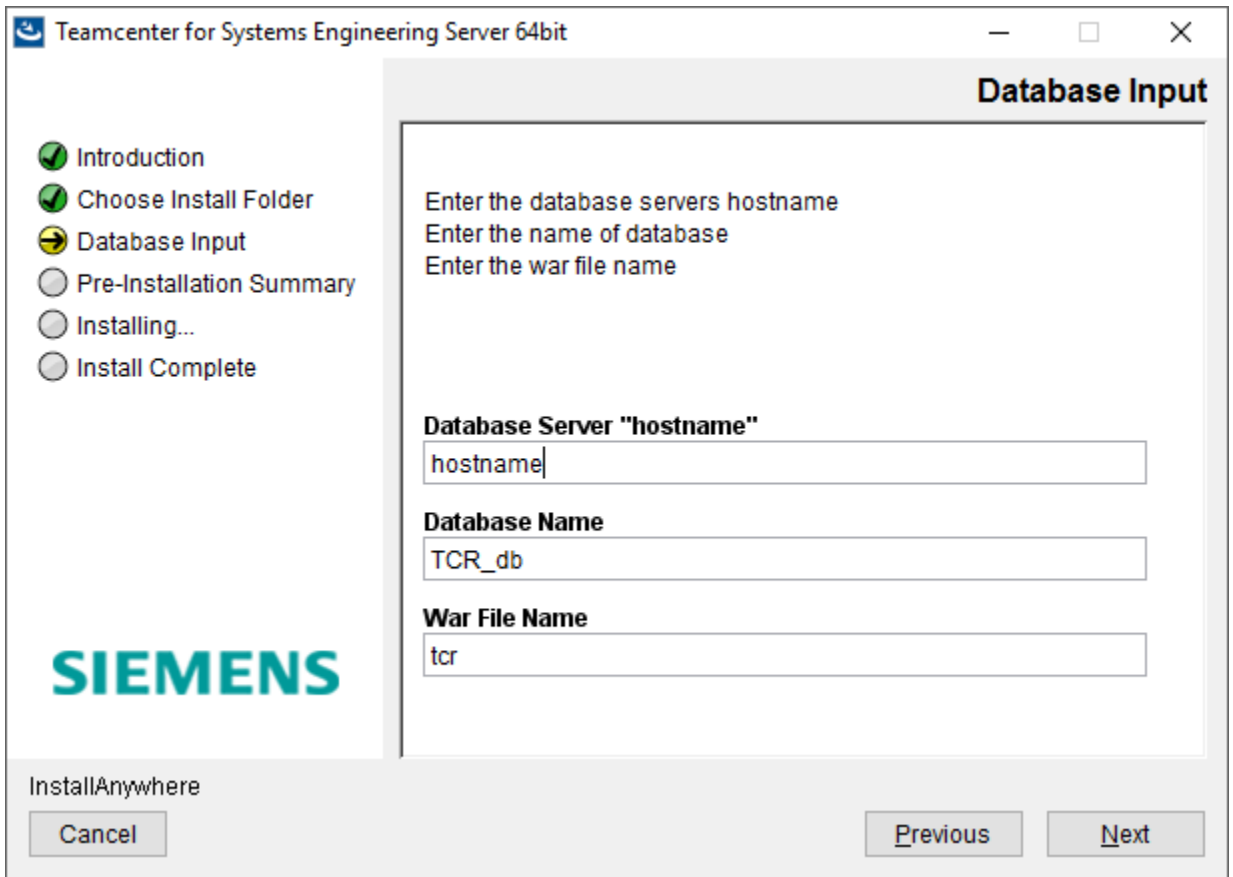 Teamcenter for Systems Engineering Server 64bit
Database Input
Introduction
Choose Install Folder
Database Input
Pre-Installation Summary
Installing...
Install Complete
SIEMENS
Enter the database servers hostname
Enter the name of database
Enter the war file name
Database Server "hostname"
hostname
Database Name
TCR_db
War File Name
tcr
InstallAnywhere
Cancel
Previous
Next